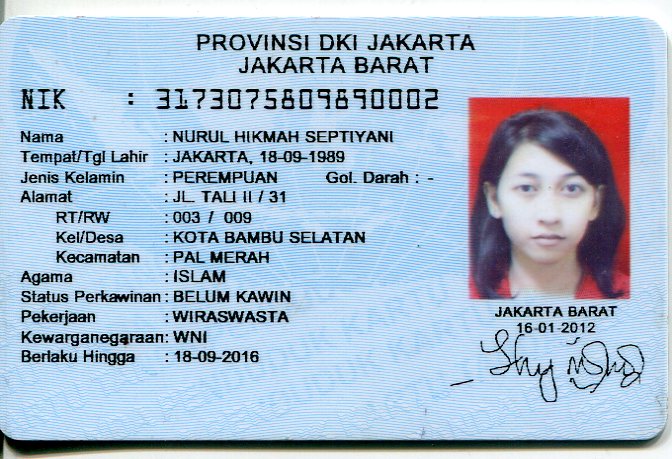 PROVINSI DKI JAKARTA
JAKARTA BARAT
NIK : 3173075809890002
Nama : NURUL HIKMAH SEPTIYANI
Tempat/Tgl Lahir : JAKARTA, 18-09-1989
Jenis Kelamin : PEREMPUAN Gol. Darah : -
Alamat : JL. TALI II / 31
RT/RW : 003 / 009
Kel/Desa : KOTA BAMBU SELATAN
Kecamatan : PAL MERAH
Agama : ISLAM
Status Perkawinan : BELUM KAWIN
Pekerjaan : WIRASWASTA
Kewarganegaraan : WNI
Berlaku Hingga : 18-09-2016
JAKARTA BARAT
16-01-2012